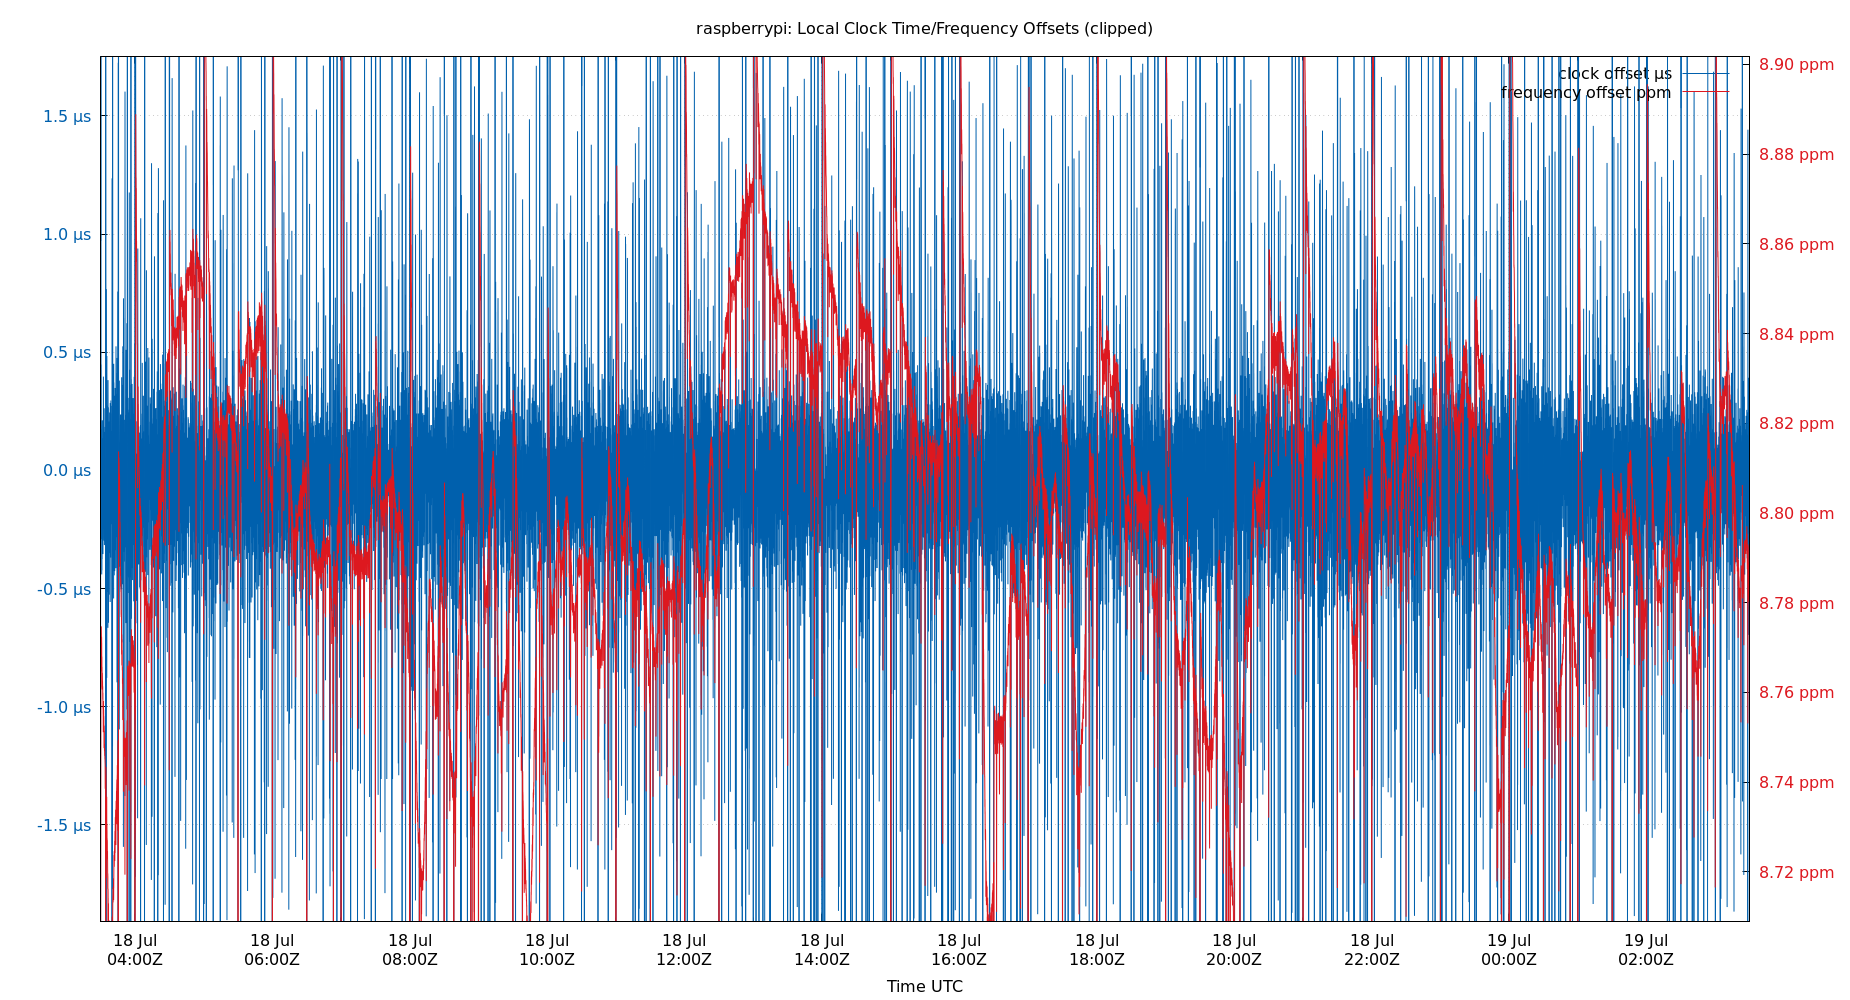 raspberrypi: Local Clock Time/Frequency Offsets (clipped)
clock offset µs
frequency offset ppm
1.5 µs
1.0 µs
0.5 µs
0.0 µs
-0.5 µs
-1.0 µs
-1.5 µs
8.90 ppm
8.88 ppm
8.86 ppm
8.84 ppm
8.82 ppm
8.80 ppm
8.78 ppm
8.76 ppm
8.74 ppm
8.72 ppm
18 Jul 18 Jul 18 Jul 18 Jul 18 Jul 18 Jul 18 Jul 18 Jul 18 Jul 18 Jul 19 Jul 19 Jul
04:00Z 06:00Z 08:00Z 10:00Z 12:00Z 14:00Z 16:00Z 18:00Z 20:00Z 22:00Z 00:00Z 02:00Z
Time UTC